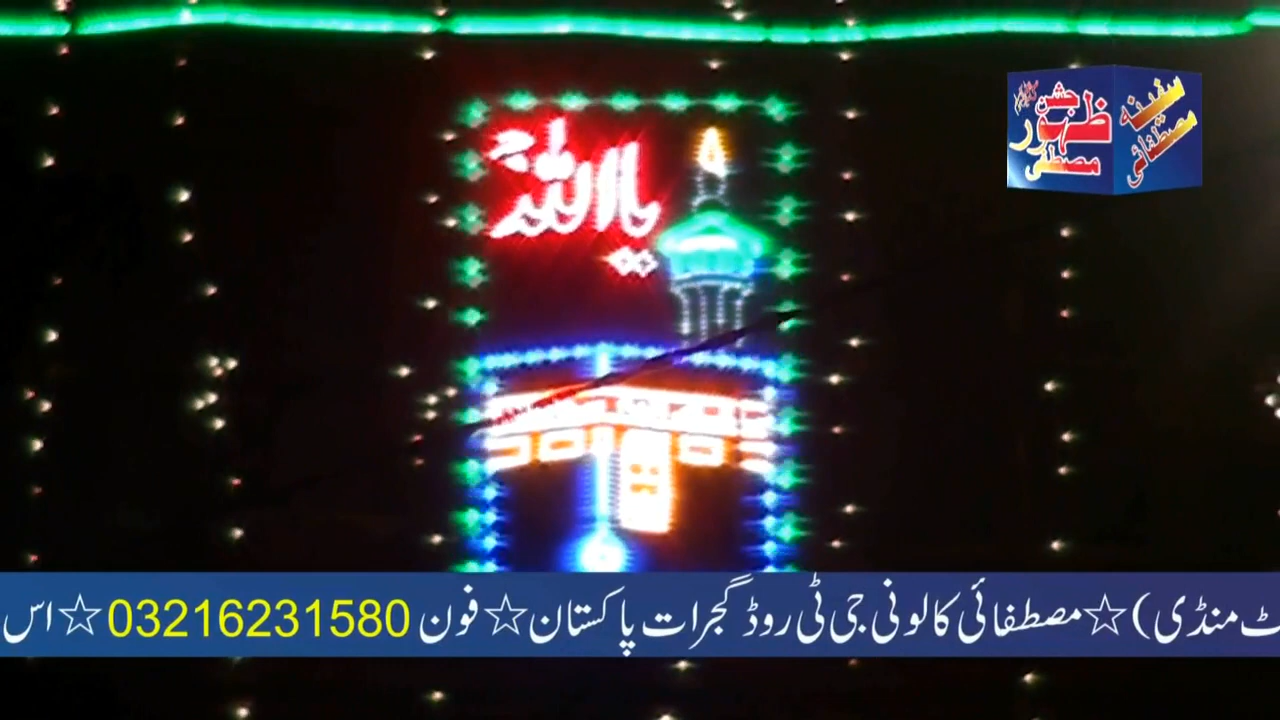 یا اللہ
جشن
ظہور
مصطفی
سفینہ
مصطفائی
ٹ منڈی)☆مصطفائی کالونی جی ٹی روڈ گجرات پاکستان☆فون 03216231580☆اس